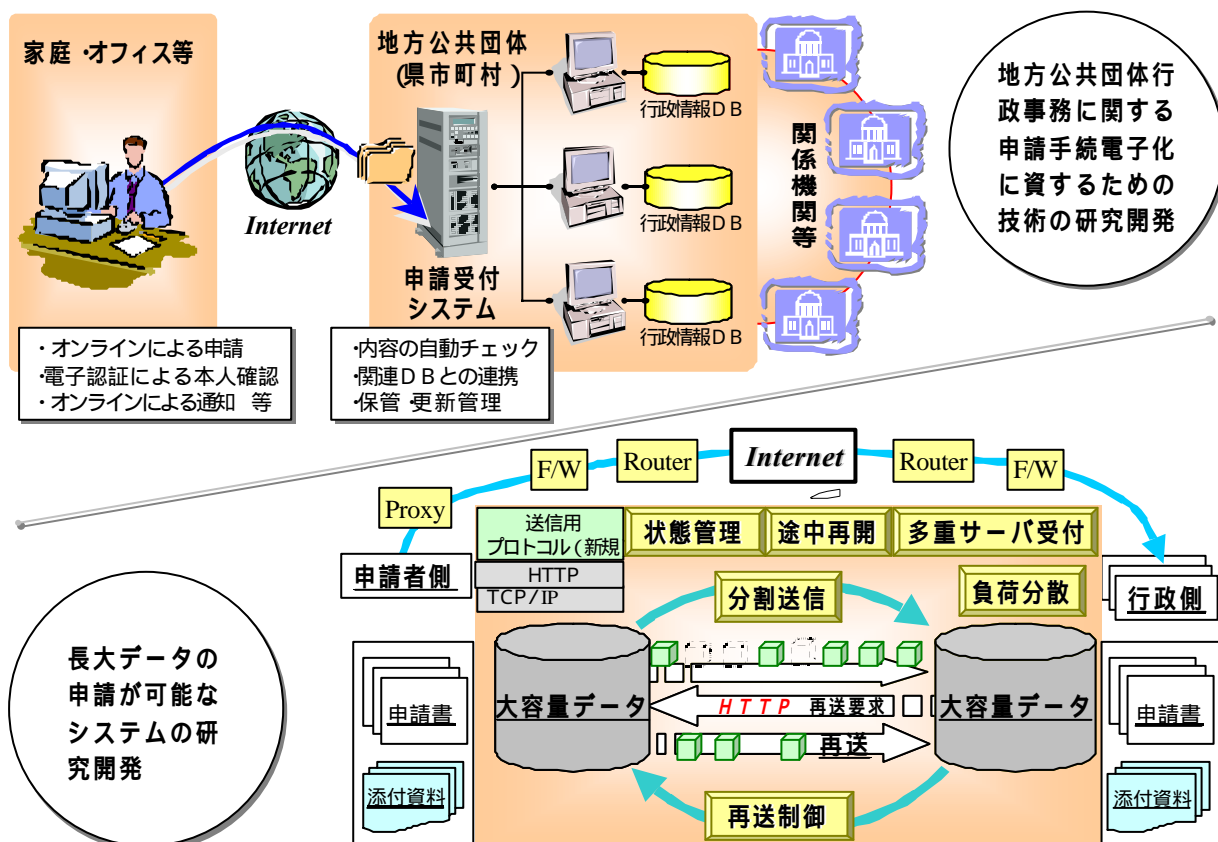 家庭・オフィス等
地方公共団体
(県市町村)
行政情報DB
行政情報DB
行政情報DB
Internet
申請受付
システム
関係機関等
地方公共団体行
政事務に関する
申請手続電子化
に資するための
技術の研究開発
・オンラインによる申請
・電子認証による本人確認
・オンラインによる通知 等
・内容の自動チェック
・関連DBとの連携
・保管・更新管理
Proxy
F/W
Router
Internet
Router
F/W
申請者側
送信用
プロトコル(新規
HTTP
TCP/IP
状態管理
途中再開
多重サーバ受付
分割送信
負荷分散
行政側
長大データの
申請が可能な
システムの研
究開発
申請書
添付資料
大容量データ
HTTP 再送要求
再送
大容量データ
再送制御
申請書
添付資料